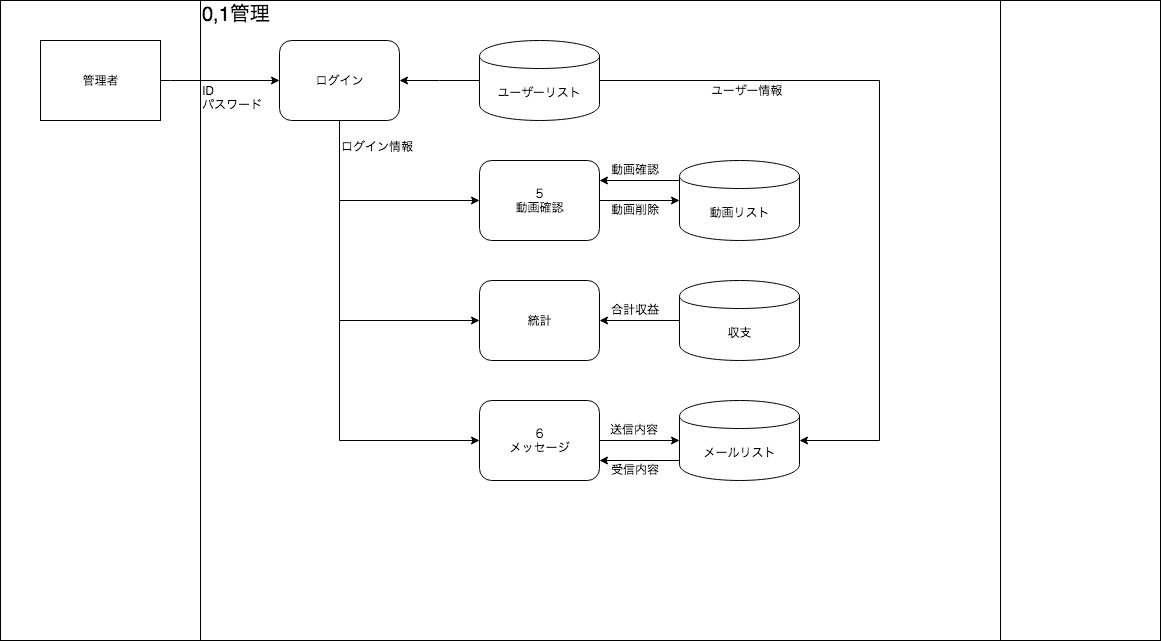 0,1管理
管理者
ID
パスワード
ログイン
ユーザーリスト
ユーザー情報
ログイン情報
5
動画確認
動画確認
動画削除
動画リスト
統計
合計収益
収支
6
メッセージ
送信内容
受信内容
メールリスト